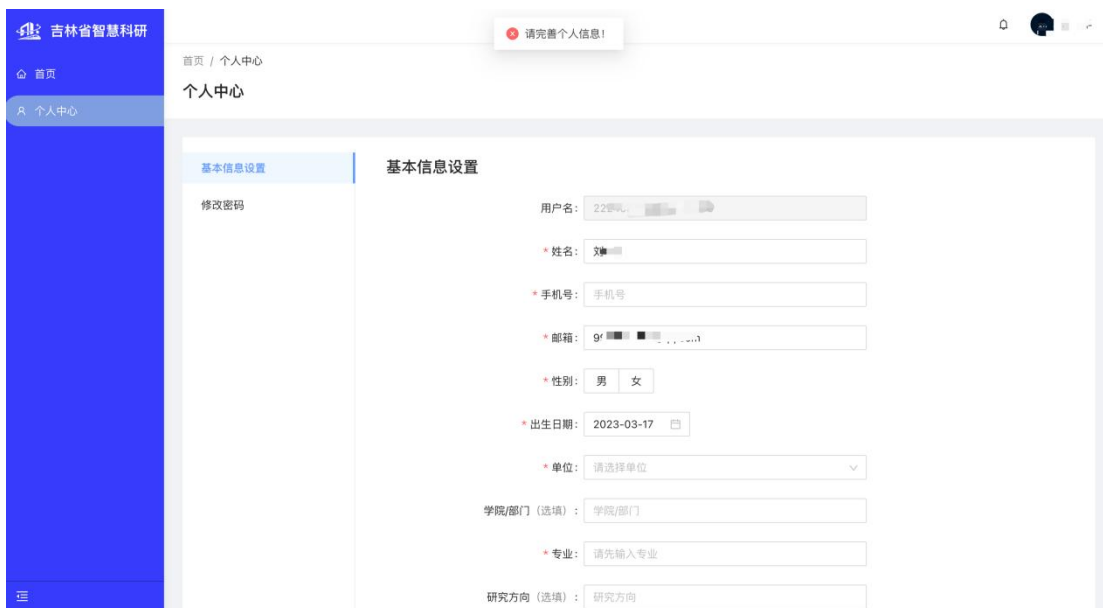 吉林省智慧科研
请完善个人信息!
首页
个人中心
首页 / 个人中心
个人中心
基本信息设置
修改密码
基本信息设置
用户名:
* 姓名: 刘
* 手机号: 手机号
* 邮箱:
* 性别: 男 女
* 出生日期: 2023-03-17
* 单位: 请选择单位
学院/部门(选填): 学院/部门
* 专业: 请先输入专业
研究方向(选填): 研究方向